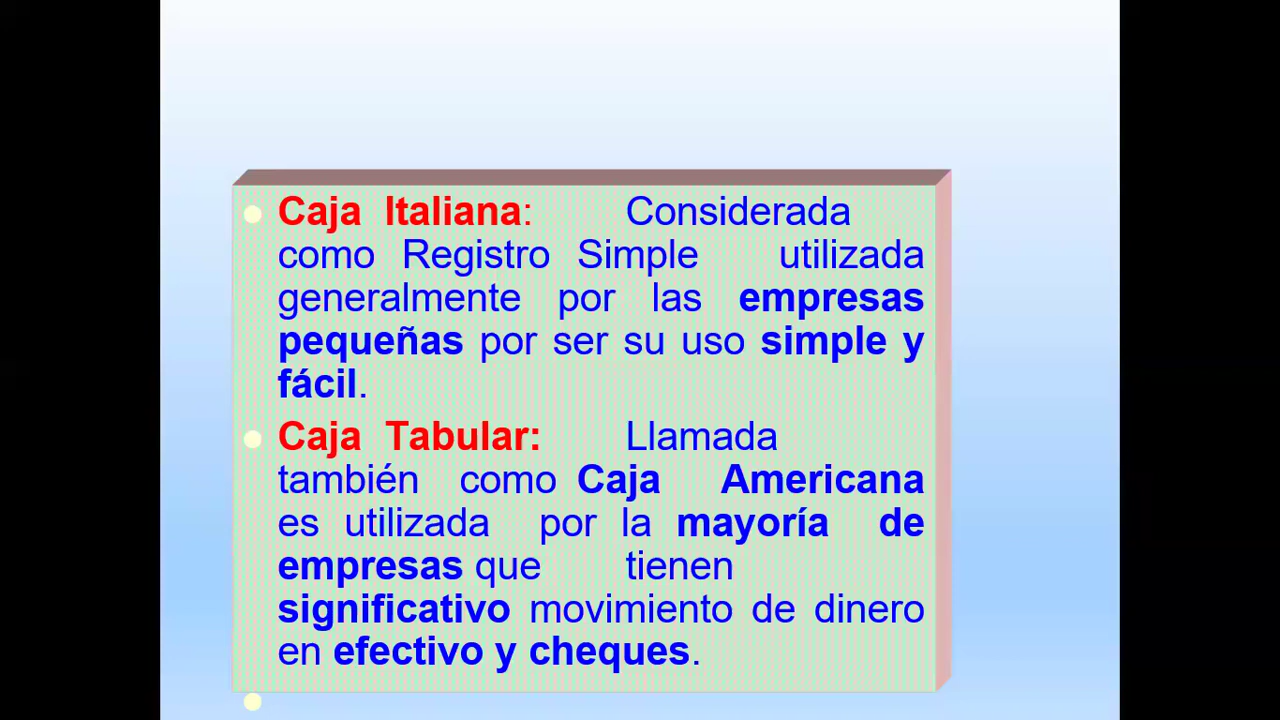 Caja Italiana: Considerada
como Registro Simple utilizada
generalmente por las empresas
pequeñas por ser su uso simple y
fácil.
Caja Tabular: Llamada
también como Caja Americana
es utilizada por la mayoría de
empresas que tienen
significativo movimiento de dinero
en efectivo y cheques.